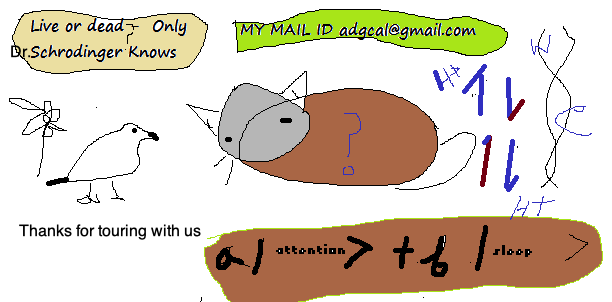 Live or dead- Only
Dr.Schrodinger Knows
MY MAIL ID adgcal@gmail.com
H+
?
H+
Thanks for touring with us
a| attention> + b | sleep >